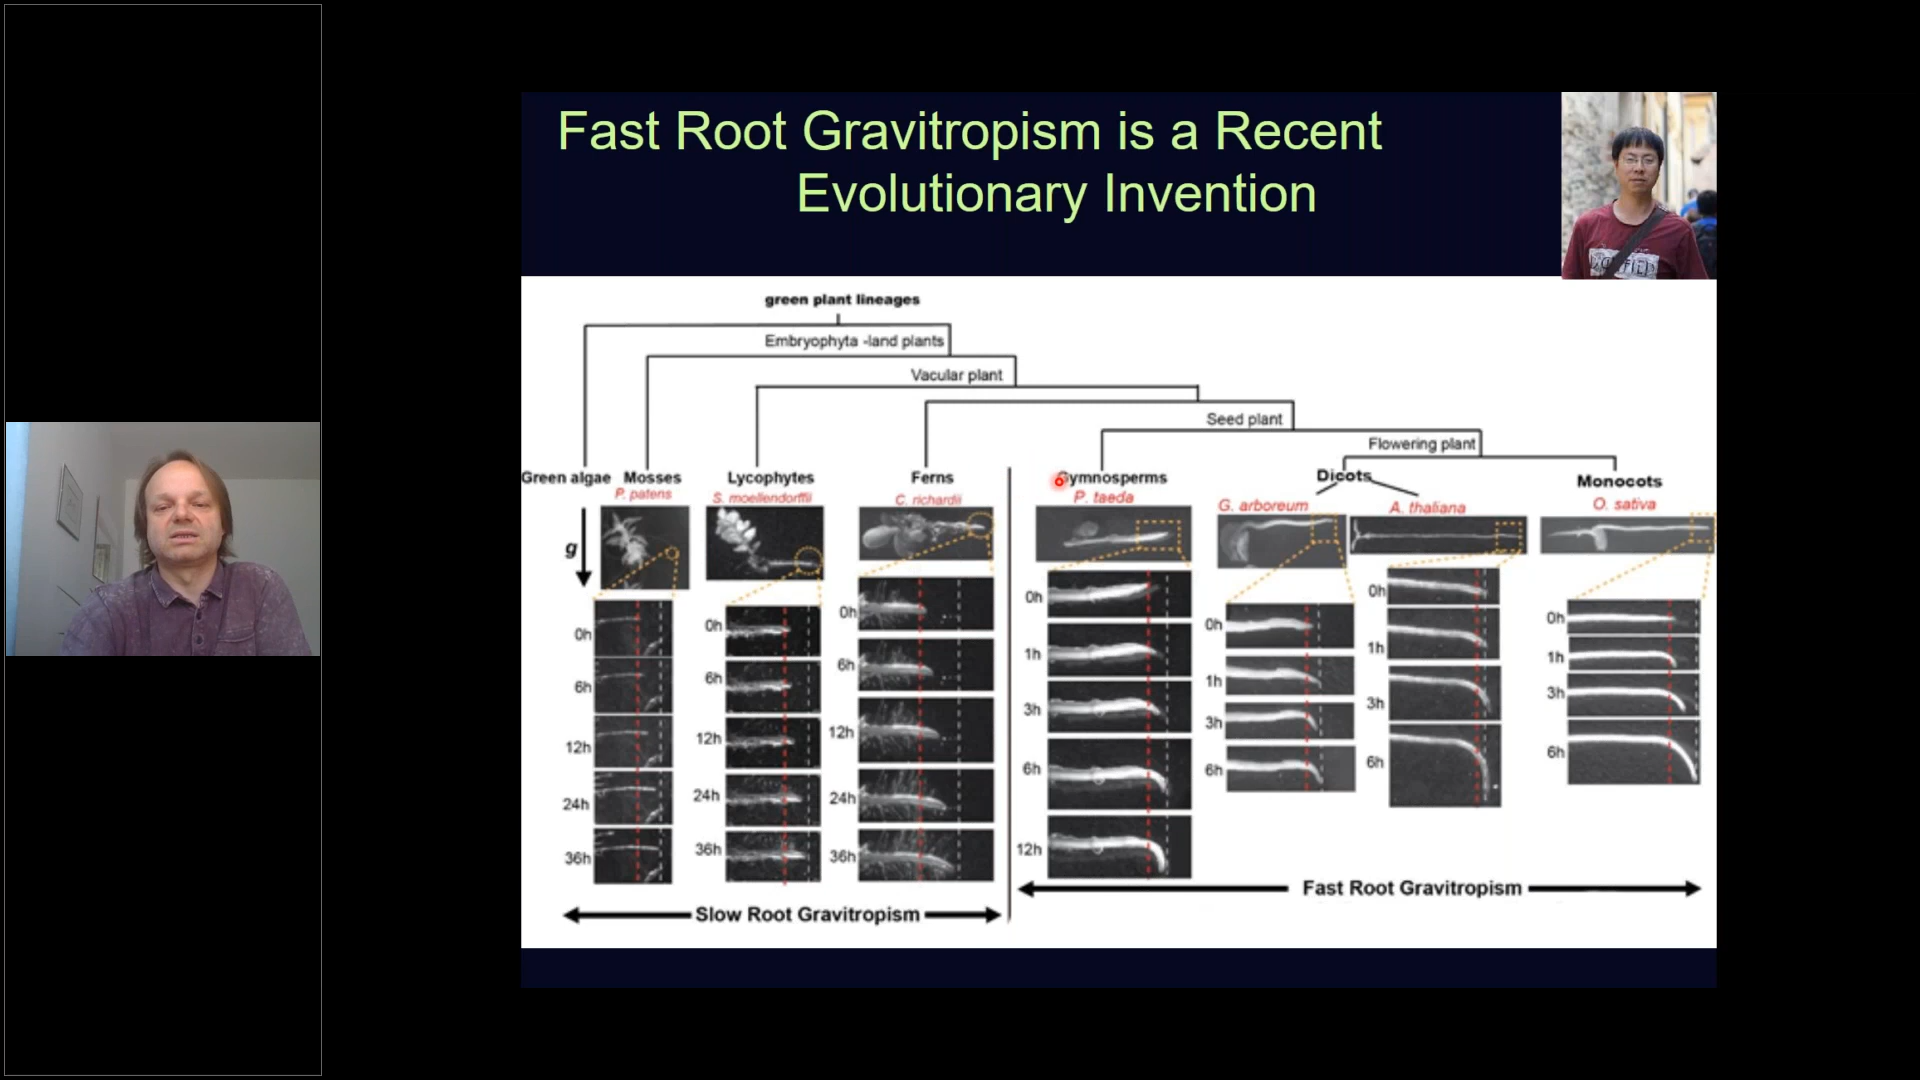 Fast Root Gravitropism is a Recent
Evolutionary Invention
green plant lineages
Embryophyta -land plants
Vacular plant
Seed plant
Flowering plant
Green algae
Mosses
Lycophytes
Ferns
Gymnosperms
Dicots
Monocots
P. patens
S. moellendorffii
C. richardii
P. taeda
G. arboreum
A. thaliana
O. sativa
g
0h
6h
12h
24h
36h
0h
6h
12h
24h
36h
0h
6h
12h
24h
36h
0h
1h
3h
6h
12h
0h
1h
3h
6h
0h
1h
3h
6h
0h
1h
3h
6h
Slow Root Gravitropism
Fast Root Gravitropism